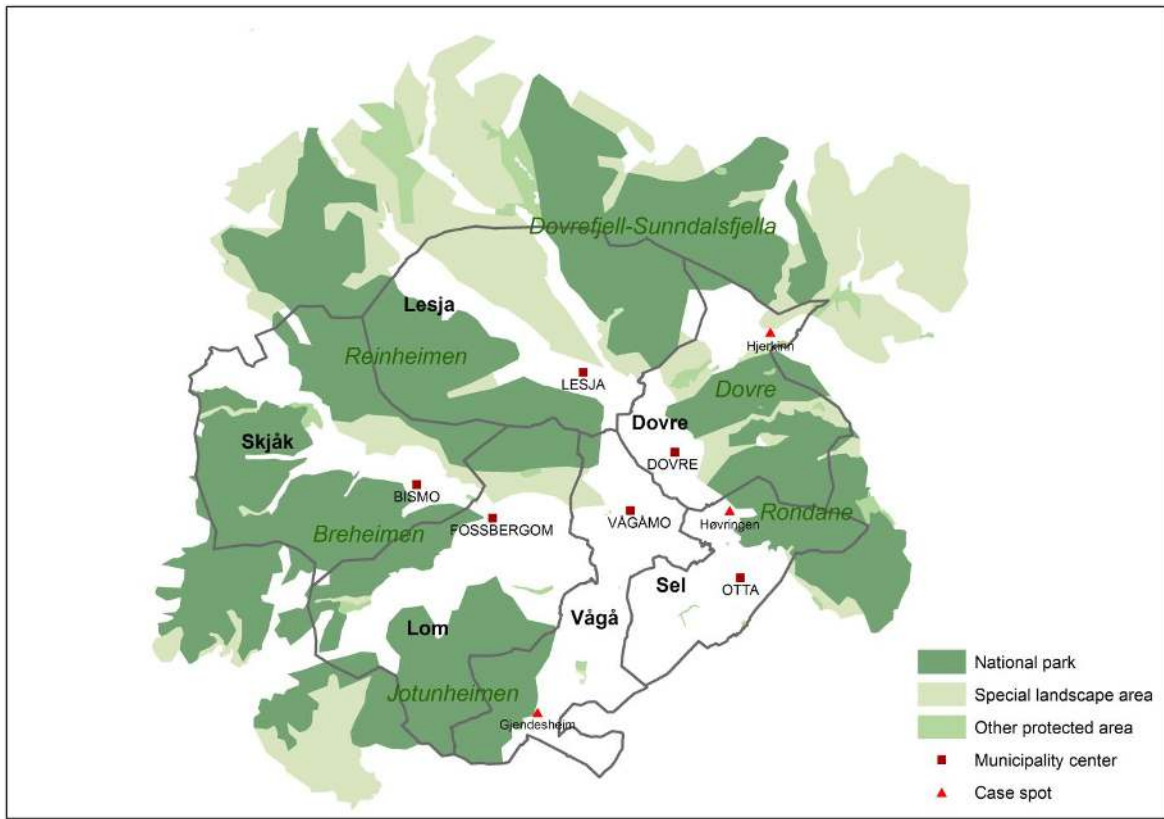 Dovrefjell-Sunndalsfjella
Lesja
Hjerkinn
Reinheimen
LESJA
Dovre
Dovre
Skjåk
DOVRE
BISMO
FOSSBERGOM
VÅGÅMO
Høvringen
Rondane
Breheimen
Sel
OTTA
Lom
Vågå
Jotunheimen
Gjendesheim
National park
Special landscape area
Other protected area
Municipality center
Case spot